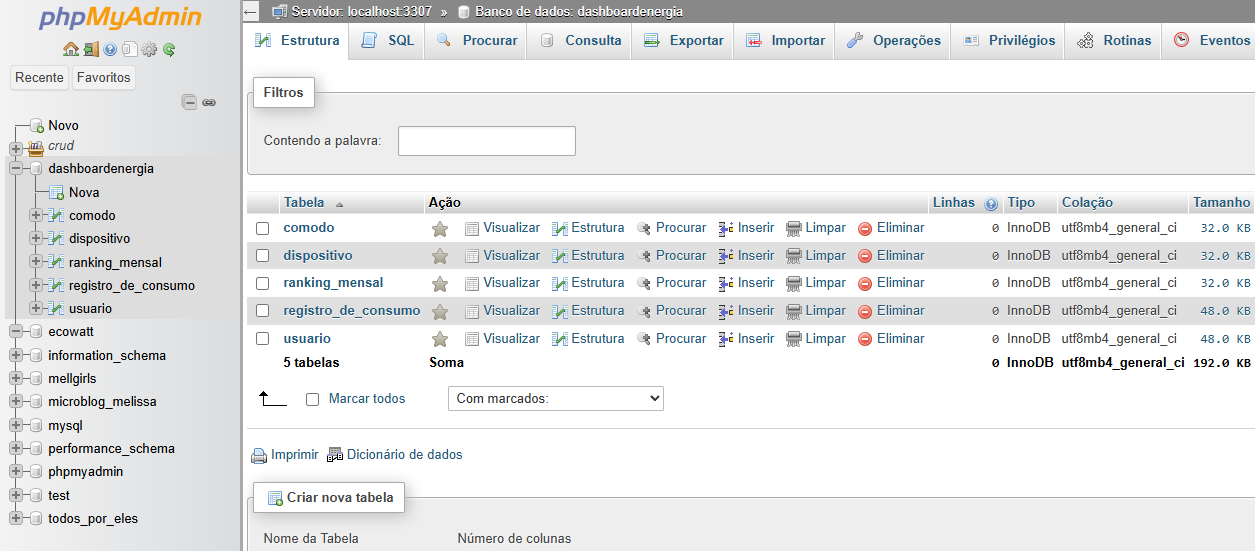 phpMyAdmin
Recente Favoritos
Novo
crud
dashboardenergia
Nova
comodo
dispositivo
ranking_mensal
registro_de_consumo
usuario
ecowatt
information_schema
mellgirls
microblog_melissa
mysql
performance_schema
phpmyadmin
test
todos_por_eles
Servidor: localhost:3307 » Banco de dados: dashboardenergia
Estrutura SQL Procurar Consulta Exportar Importar Operações Privilégios Rotinas Eventos
Filtros
Contendo a palavra:
Tabela Ação Linhas Tipo Colação Tamanho
comodo Visualizar Estrutura Procurar Inserir Limpar Eliminar 0 InnoDB utf8mb4_general_ci 32.0 KB
dispositivo Visualizar Estrutura Procurar Inserir Limpar Eliminar 0 InnoDB utf8mb4_general_ci 32.0 KB
ranking_mensal Visualizar Estrutura Procurar Inserir Limpar Eliminar 0 InnoDB utf8mb4_general_ci 32.0 KB
registro_de_consumo Visualizar Estrutura Procurar Inserir Limpar Eliminar 0 InnoDB utf8mb4_general_ci 48.0 KB
usuario Visualizar Estrutura Procurar Inserir Limpar Eliminar 0 InnoDB utf8mb4_general_ci 48.0 KB
5 tabelas Soma 0 InnoDB utf8mb4_general_ci 192.0 KB
Marcar todos Com marcados:
Imprimir Dicionário de dados
Criar nova tabela
Nome da Tabela Número de colunas